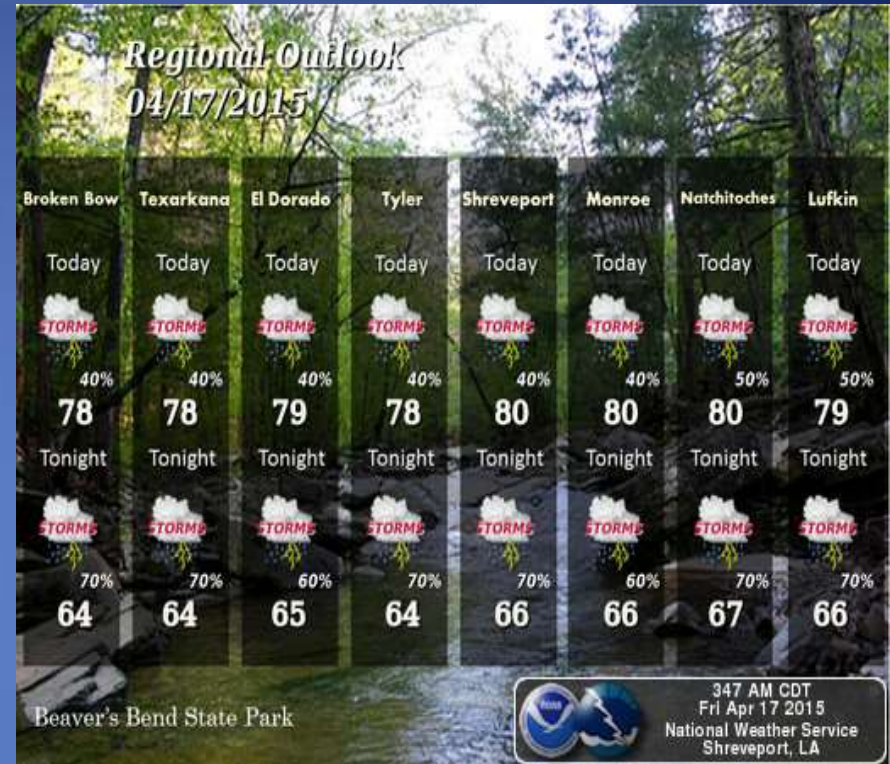 Regional Outlook
04/17/2015
Broken Bow Texarkana El Dorado Tyler Shreveport Monroe Natchitoches Lufkin
Today Today Today Today Today Today Today Today
STORMS STORMS STORMS STORMS STORMS STORMS STORMS STORMS
40% 40% 40% 40% 40% 40% 50% 50%
78 78 79 78 80 80 80 79
Tonight Tonight Tonight Tonight Tonight Tonight Tonight Tonight
STORMS STORMS STORMS STORMS STORMS STORMS STORMS STORMS
70% 70% 60% 70% 70% 60% 70% 70%
64 64 65 64 66 66 67 66
Beaver's Bend State Park
347 AM CDT
Fri Apr 17 2015
National Weather Service
Shreveport, LA